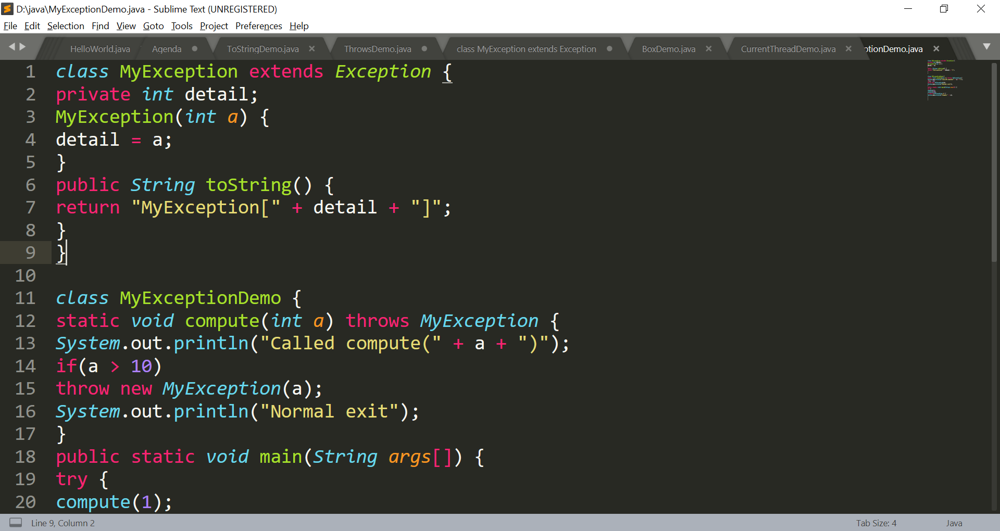 D:\java\MyExceptionDemo.java - Sublime Text (UNREGISTERED)
File Edit Selection Find View Goto Tools Project Preferences Help
HelloWorld.java Agenda ToStringDemo.java ThrowsDemo.java class MyException extends Exception BoxDemo.java CurrentThreadDemo.java ptionDemo.java
1 class MyException extends Exception {
2 private int detail;
3 MyException(int a) {
4 detail = a;
5 }
6 public String toString() {
7 return "MyException[" + detail + "]";
8 }
9 }
10
11 class MyExceptionDemo {
12 static void compute(int a) throws MyException {
13 System.out.println("Called compute(" + a + ")");
14 if(a > 10)
15 throw new MyException(a);
16 System.out.println("Normal exit");
17 }
18 public static void main(String args[]) {
19 try {
20 compute(1);
Line 9, Column 2 Tab Size: 4 Java